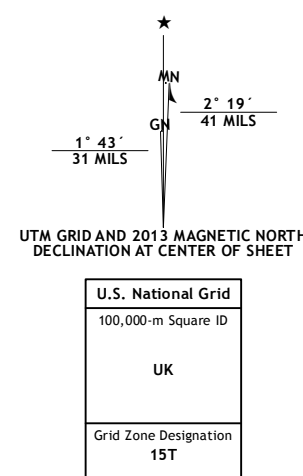 ★
MN
GN
2° 19´
41 MILS
1° 43´
31 MILS
UTM GRID AND 2013 MAGNETIC NORTH
DECLINATION AT CENTER OF SHEET
U.S. National Grid
100,000-m Square ID
UK
Grid Zone Designation
15T